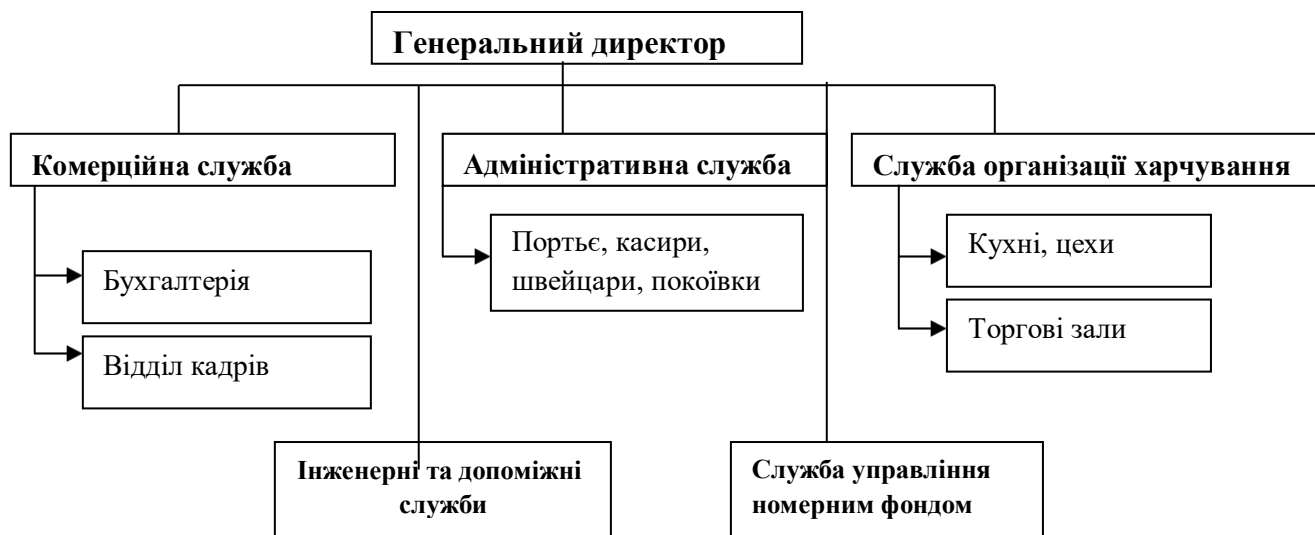 Генеральний директор
Комерційна служба
Адміністративна служба
Служба організації харчування
Бухгалтерія
Відділ кадрів
Портьє, касири,
швейцари, покоївки
Кухні, цехи
Торгові зали
Інженерні та допоміжні
служби
Служба управління
номерним фондом